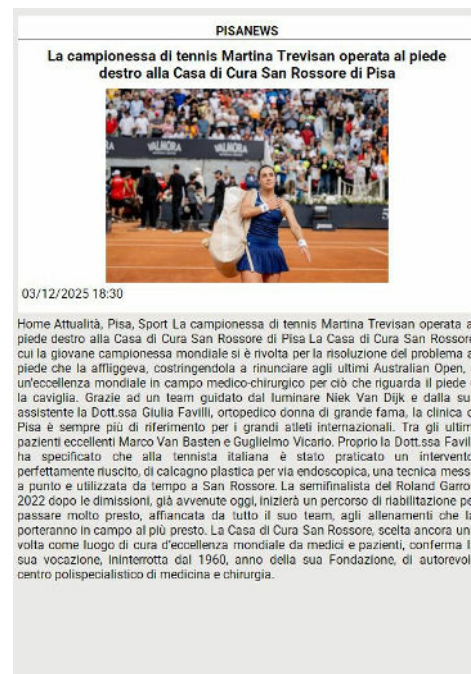 PISANEWS
La campionessa di tennis Martina Trevisan operata al piede
destro alla Casa di Cura San Rossore di Pisa
VALMORA
VALMORA
03/12/2025 18:30
Home Attualità, Pisa, Sport La campionessa di tennis Martina Trevisan operata a
piede destro alla Casa di Cura San Rossore di Pisa La Casa di Cura San Rossore
cui la giovane campionessa mondiale si è rivolta per la risoluzione del problema a
piede che la affliggeva, costringendola a rinunciare agli ultimi Australian Open,
un'eccellenza mondiale in campo medico-chirurgico per ciò che riguarda il piede
la caviglia. Grazie ad un team guidato dal luminare Niek Van Dijk e dalla su
assistente la Dott.ssa Giulia Favilli, ortopedico donna di grande fama, la clinica d
Pisa è sempre più di riferimento per i grandi atleti internazionali. Tra gli ultim
pazienti eccellenti Marco Van Basten e Guglielmo Vicario. Proprio la Dott.ssa Favil
ha specificato che alla tennista italiana è stato praticato un intervento
perfettamente riuscito, di calcagno plastica per via endoscopica, una tecnica mess
a punto e utilizzata da tempo a San Rossore. La semifinalista del Roland Garro
2022 dopo le dimissioni, già avvenute oggi, inizierà un percorso di riabilitazione pe
passare molto presto, affiancata da tutto il suo team, agli allenamenti che la
porteranno in campo al più presto. La Casa di Cura San Rossore, scelta ancora un
volta come luogo di cura d'eccellenza mondiale da medici e pazienti, conferma l
sua vocazione, ininterrotta dal 1960, anno della sua Fondazione, di autorevol
centro polispecialistico di medicina e chirurgia.